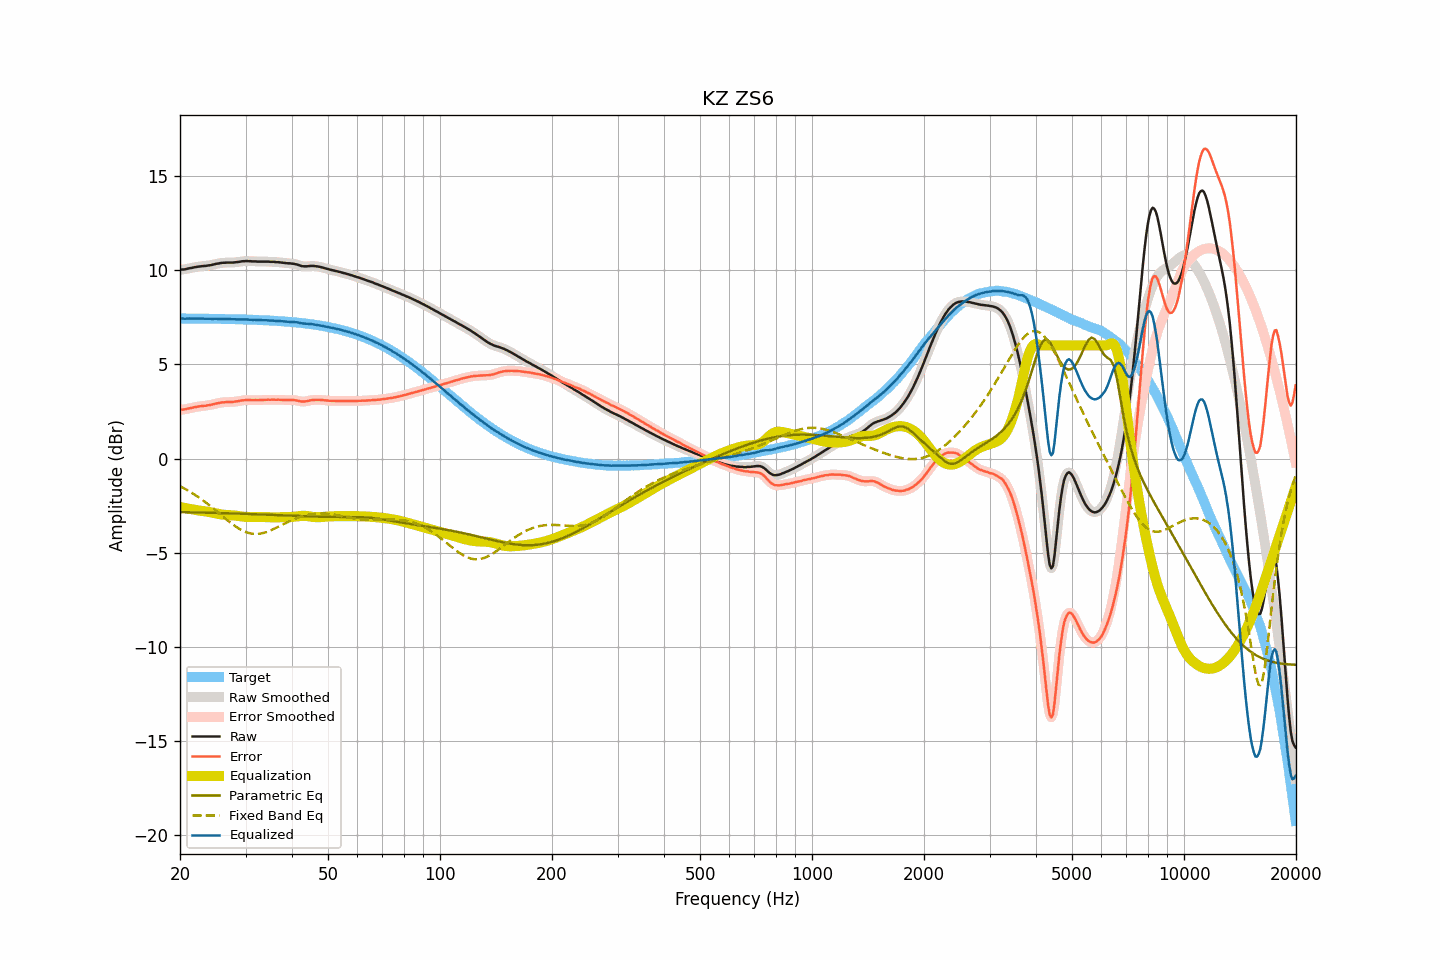 KZ ZS6
Amplitude (dBr)
15
10
5
0
−5
−10
−15
−20
Target
Raw Smoothed
Error Smoothed
Raw
Error
Equalization
Parametric Eq
Fixed Band Eq
Equalized
20 50 100 200 500 1000 2000 5000 10000 20000
Frequency (Hz)